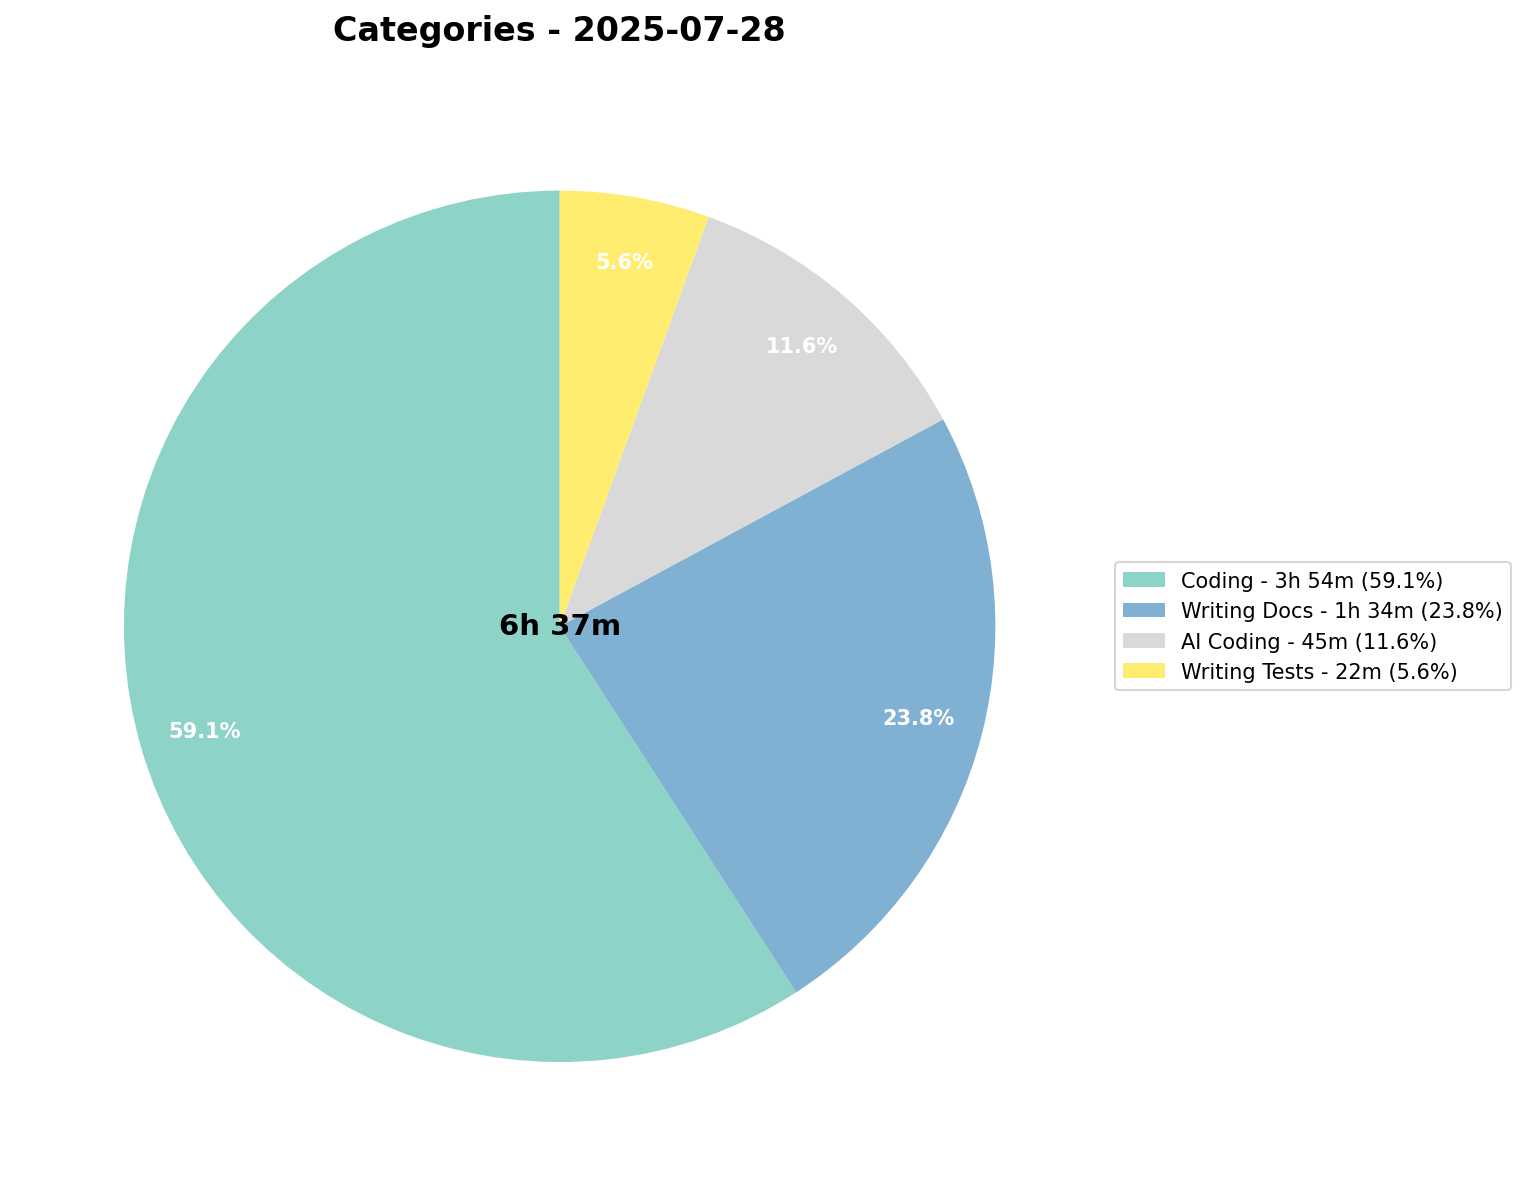 Categories - 2025-07-28
5.6%
11.6%
6h 37m
59.1%
23.8%
Coding - 3h 54m (59.1%)
Writing Docs - 1h 34m (23.8%)
AI Coding - 45m (11.6%)
Writing Tests - 22m (5.6%)